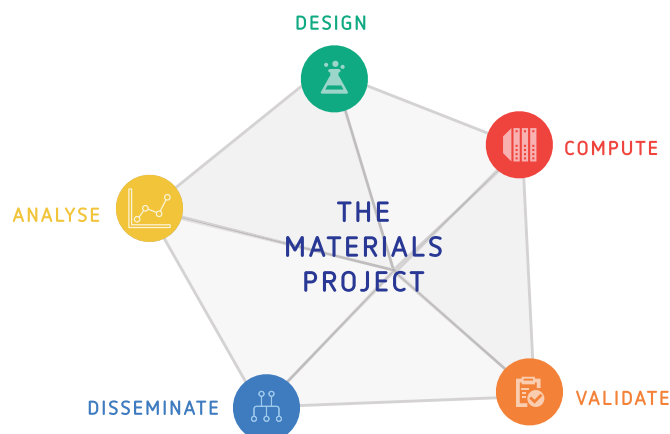 DESIGN
COMPUTE
ANALYSE
THE
MATERIALS
PROJECT
DISSEMINATE
VALIDATE